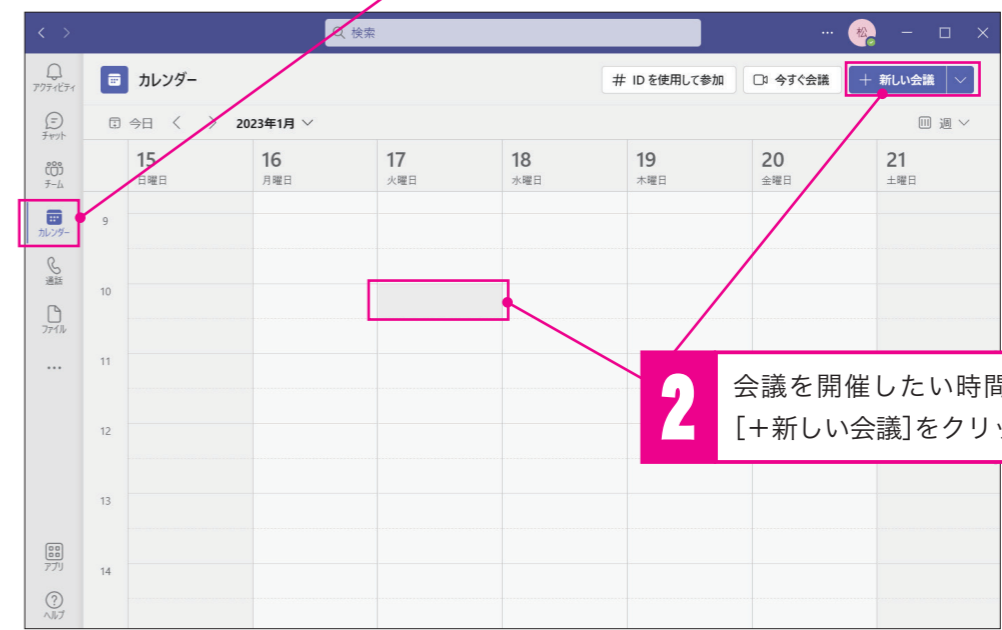 検索
松
アクティビティ
カレンダー
# IDを使用して参加
今すぐ会議
+ 新しい会議
チャット
今日
2023年1月
週
チーム
15
日曜日
16
月曜日
17
火曜日
18
水曜日
19
木曜日
20
金曜日
21
土曜日
カレンダー
9
通話
10
ファイル
11
12
13
14
アプリ
ヘルプ
2
会議を開催したい時間
[+新しい会議]をクリッ